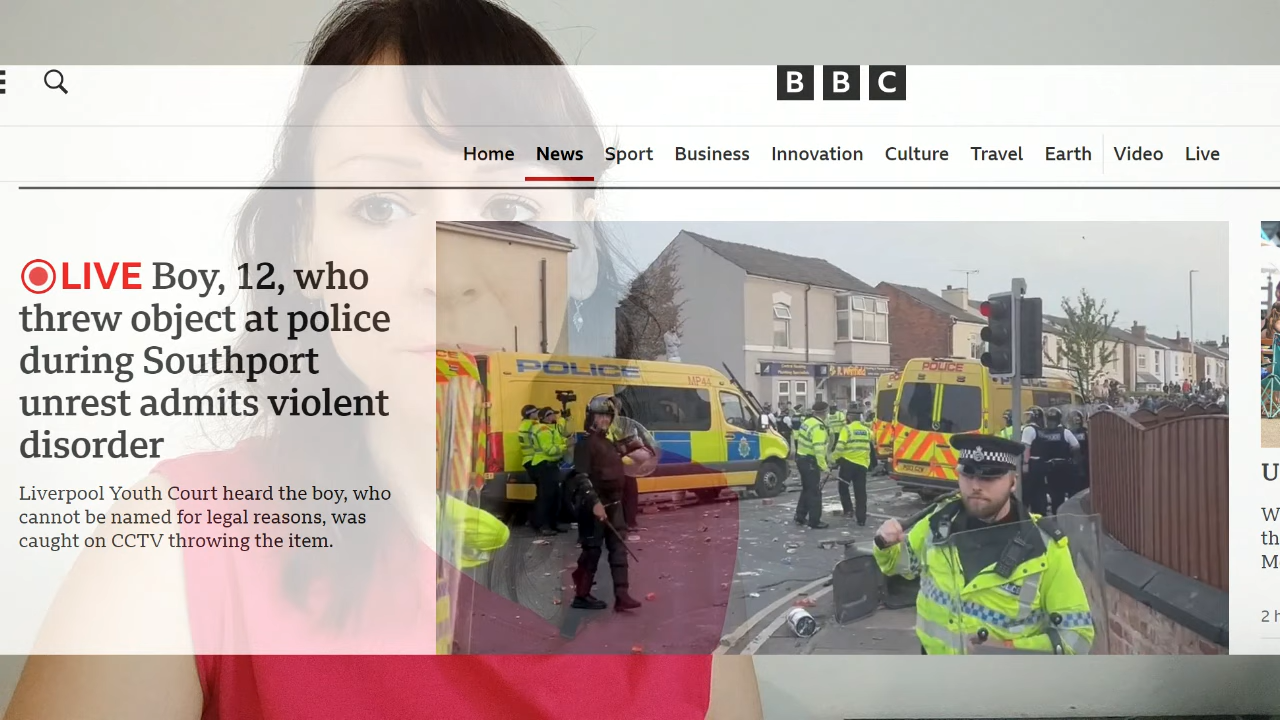 BBC
Home News Sport Business Innovation Culture Travel Earth Video Live
LIVE Boy, 12, who
threw object at police
during Southport
unrest admits violent
disorder
Liverpool Youth Court heard the boy, who
cannot be named for legal reasons, was
caught on CCTV throwing the item.
POLICE
POLICE
U
W
th
M
2 h